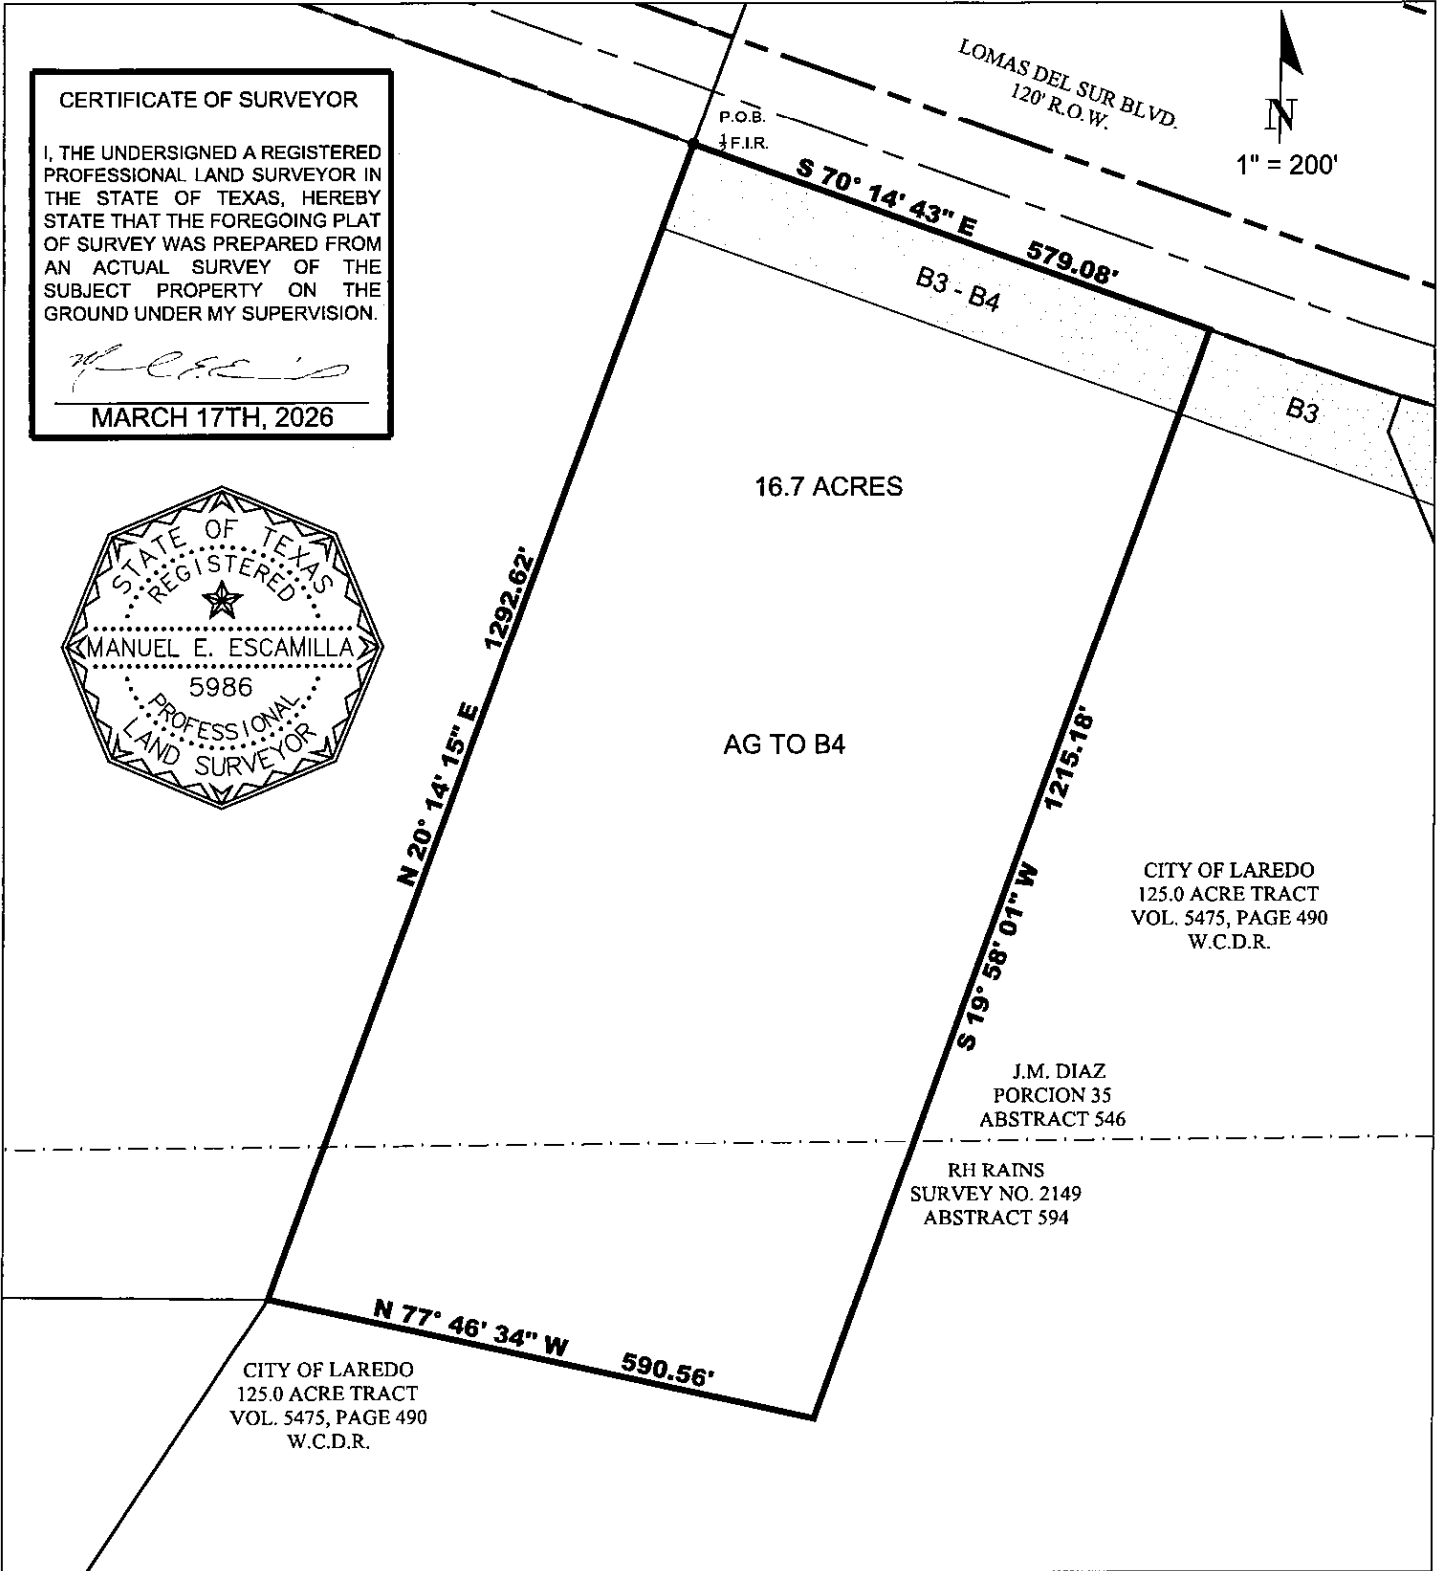 CERTIFICATE OF SURVEYOR
I, THE UNDERSIGNED A REGISTERED
PROFESSIONAL LAND SURVEYOR IN
THE STATE OF TEXAS, HEREBY
STATE THAT THE FOREGOING PLAT
OF SURVEY WAS PREPARED FROM
AN ACTUAL SURVEY OF THE
SUBJECT PROPERTY ON THE
GROUND UNDER MY SUPERVISION.
MARCH 17TH, 2026
STATE OF TEXAS
REGISTERED
MANUEL E. ESCAMILLA
5986
PROFESSIONAL
LAND SURVEYOR
LOMAS DEL SUR BLVD.
120' R.O.W.
N
1" = 200'
P.O.B.
½ F.I.R.
S 70° 14' 43" E 579.08'
B3 - B4
B3
16.7 ACRES
N 20° 14' 15" E 1292.62'
AG TO B4
S 19° 58' 01" W 1215.18'
CITY OF LAREDO
125.0 ACRE TRACT
VOL. 5475, PAGE 490
W.C.D.R.
J.M. DIAZ
PORCION 35
ABSTRACT 546
RH RAINS
SURVEY NO. 2149
ABSTRACT 594
N 77° 46' 34" W 590.56'
CITY OF LAREDO
125.0 ACRE TRACT
VOL. 5475, PAGE 490
W.C.D.R.